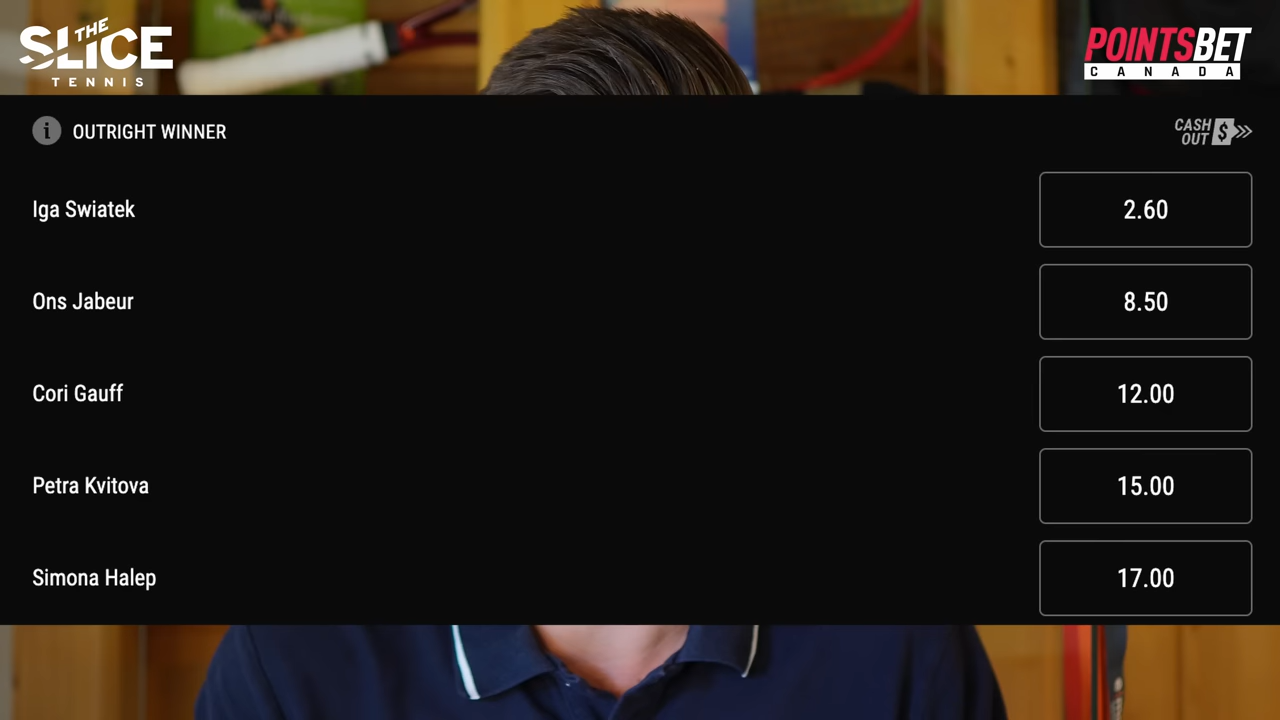 THE
SLICE
TENNIS
POINTSBET
CANADA
OUTRIGHT WINNER
CASH
OUT
Iga Swiatek
2.60
Ons Jabeur
8.50
Cori Gauff
12.00
Petra Kvitova
15.00
Simona Halep
17.00